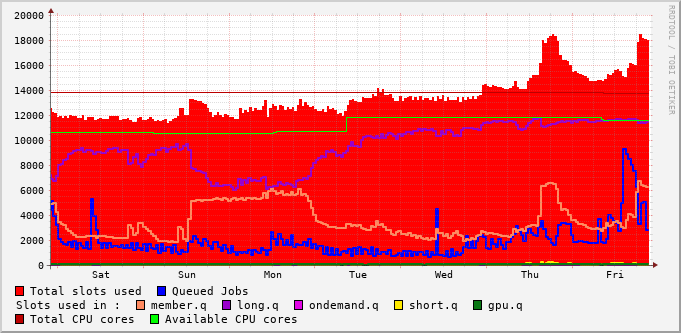 20000
18000
16000
14000
12000
10000
8000
6000
4000
2000
0
Sat Sun Mon Tue Wed Thu Fri
RRDTOOL / TOBI OETIKER
Total slots used Queued Jobs
Slots used in : member.q long.q ondemand.q short.q gpu.q
Total CPU cores Available CPU cores